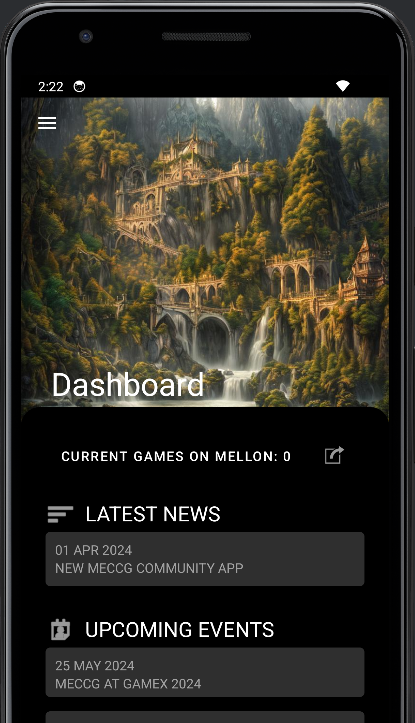 2:22
Dashboard
CURRENT GAMES ON MELLON: 0
LATEST NEWS
01 APR 2024
NEW MECCG COMMUNITY APP
UPCOMING EVENTS
25 MAY 2024
MECCG AT GAMEX 2024